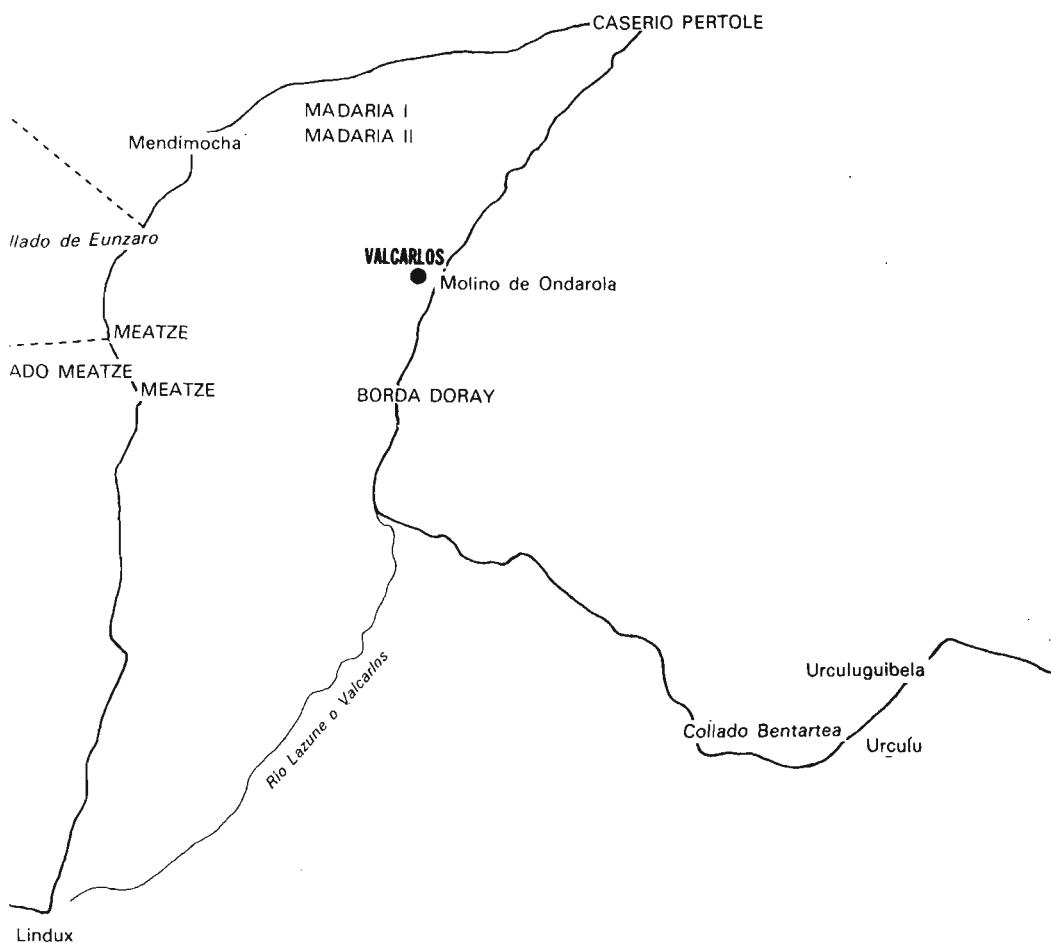 CASERIO PERTOLE
MADARIA I
MADARIA II
Mendimocha
llado de Eunzaro
VALCARLOS
Molino de Ondarola
MEATZE
ADO MEATZE
MEATZE
BORDA DORAY
Rio Lazune o Valcarlos
Urculuguibela
Collado Bentartea
Urculu
Lindux